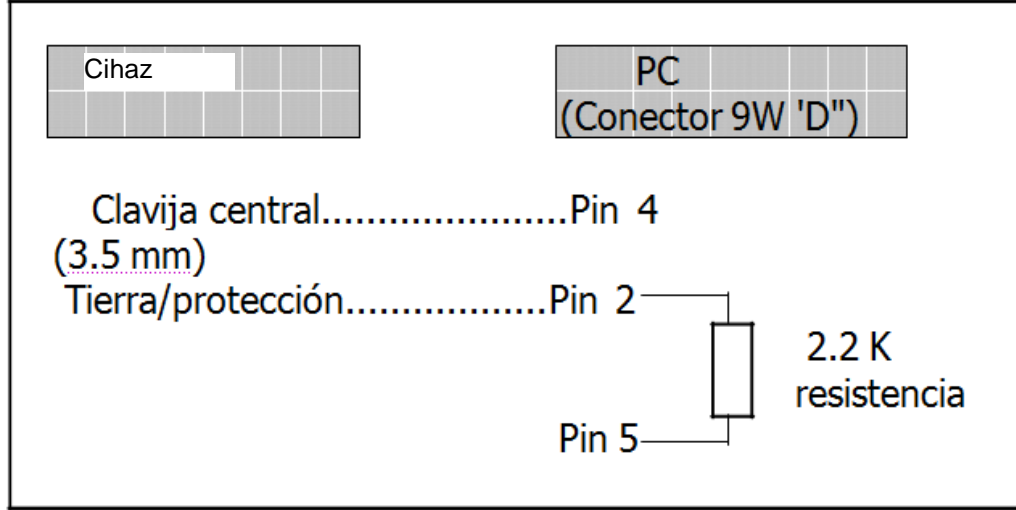 Cihaz
PC
(Conector 9W 'D")
Clavija central......................Pin 4
(3.5 mm)
Tierra/protección..................Pin 2
2.2 K
resistencia
Pin 5